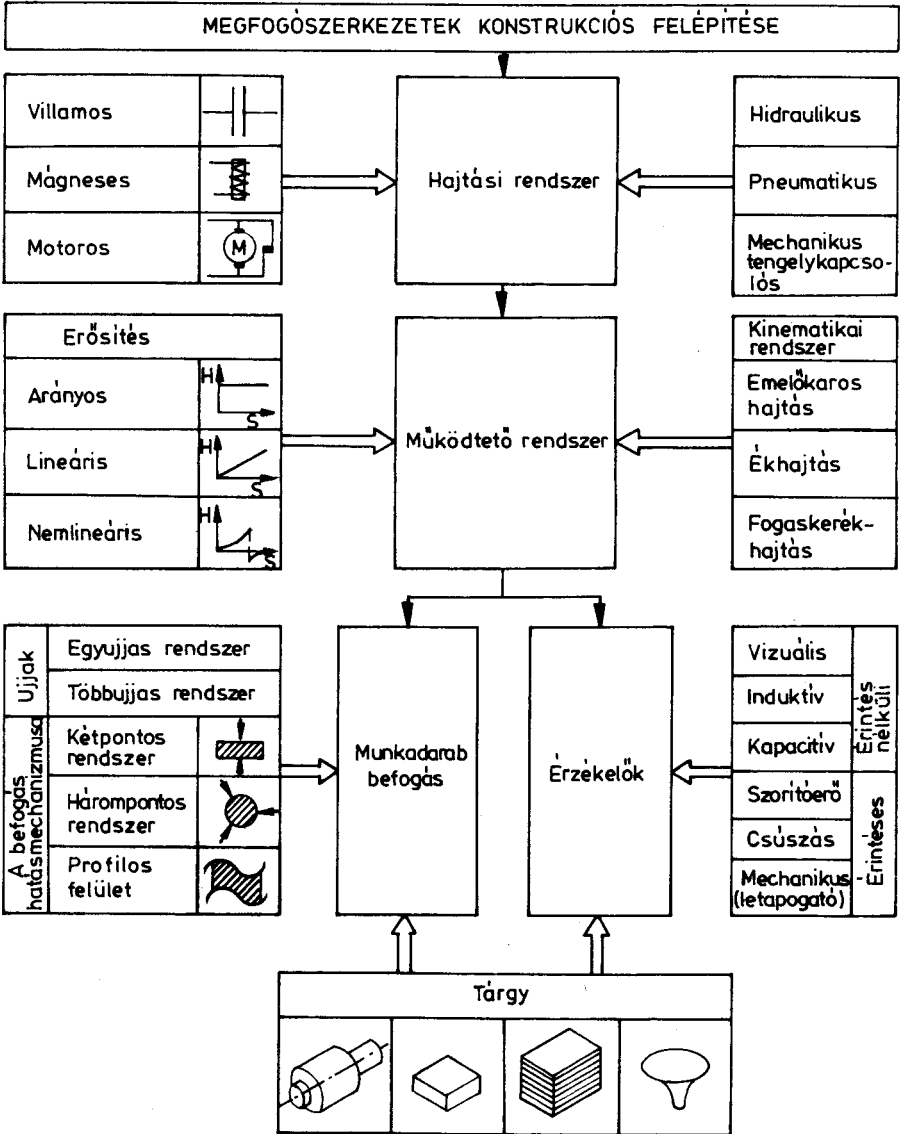 MEGFOGÓSZERKEZETEK KONSTRUKCIÓS FELÉPÍTÉSE
Villamos
Mágneses
Motoros
M
Hajtási rendszer
Hidraulikus
Pneumatikus
Mechanikus
tengelykapcso-
lós
Erősítés
Arányos
H
S
Lineáris
H
S
Nemlineáris
H
S
Működtető rendszer
Kinematikai
rendszer
Emelőkaros
hajtás
Ékhajtás
Fogaskerék-
hajtás
Ujjak
Egyujjas rendszer
Többujjas rendszer
A befogás
hatásmechanizmusa
Kétpontos
rendszer
Hárompontos
rendszer
Profilos
felület
Munkadarab
befogás
Érzékelők
Vizuális
Induktív
Kapacitív
Érintés
nélküli
Szorítóerő
Csúszás
Mechanikus
(letapogató)
Érintéses
Tárgy